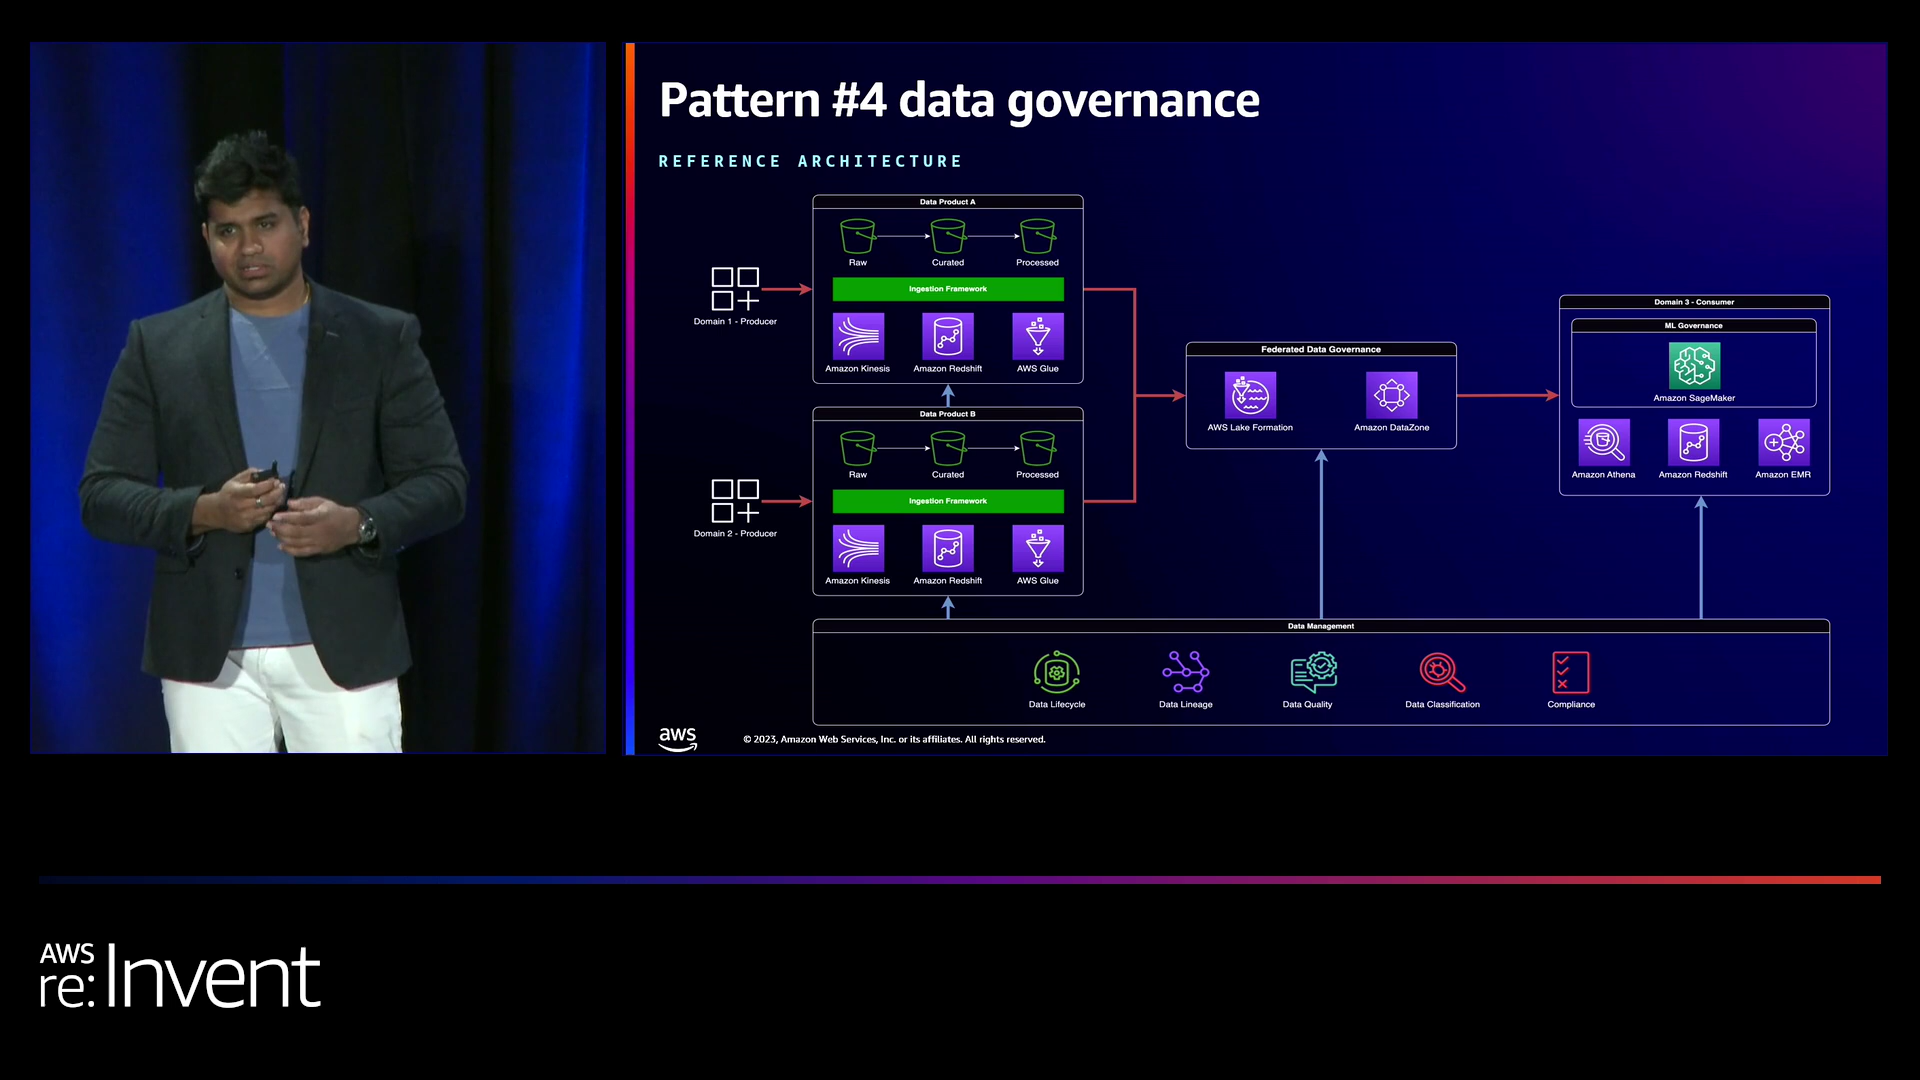 Pattern #4 data governance
REFERENCE ARCHITECTURE
Data Product A
Raw
Curated
Processed
Ingestion Framework
Domain 1 - Producer
Amazon Kinesis
Amazon Redshift
AWS Glue
Data Product B
Raw
Curated
Processed
Ingestion Framework
Domain 2 - Producer
Amazon Kinesis
Amazon Redshift
AWS Glue
Federated Data Governance
AWS Lake Formation
Amazon DataZone
Domain 3 - Consumer
ML Governance
Amazon SageMaker
Amazon Athena
Amazon Redshift
Amazon EMR
Data Management
Data Lifecycle
Data Lineage
Data Quality
Data Classification
Compliance
aws
© 2023, Amazon Web Services, Inc. or its affiliates. All rights reserved.
AWS
re:Invent